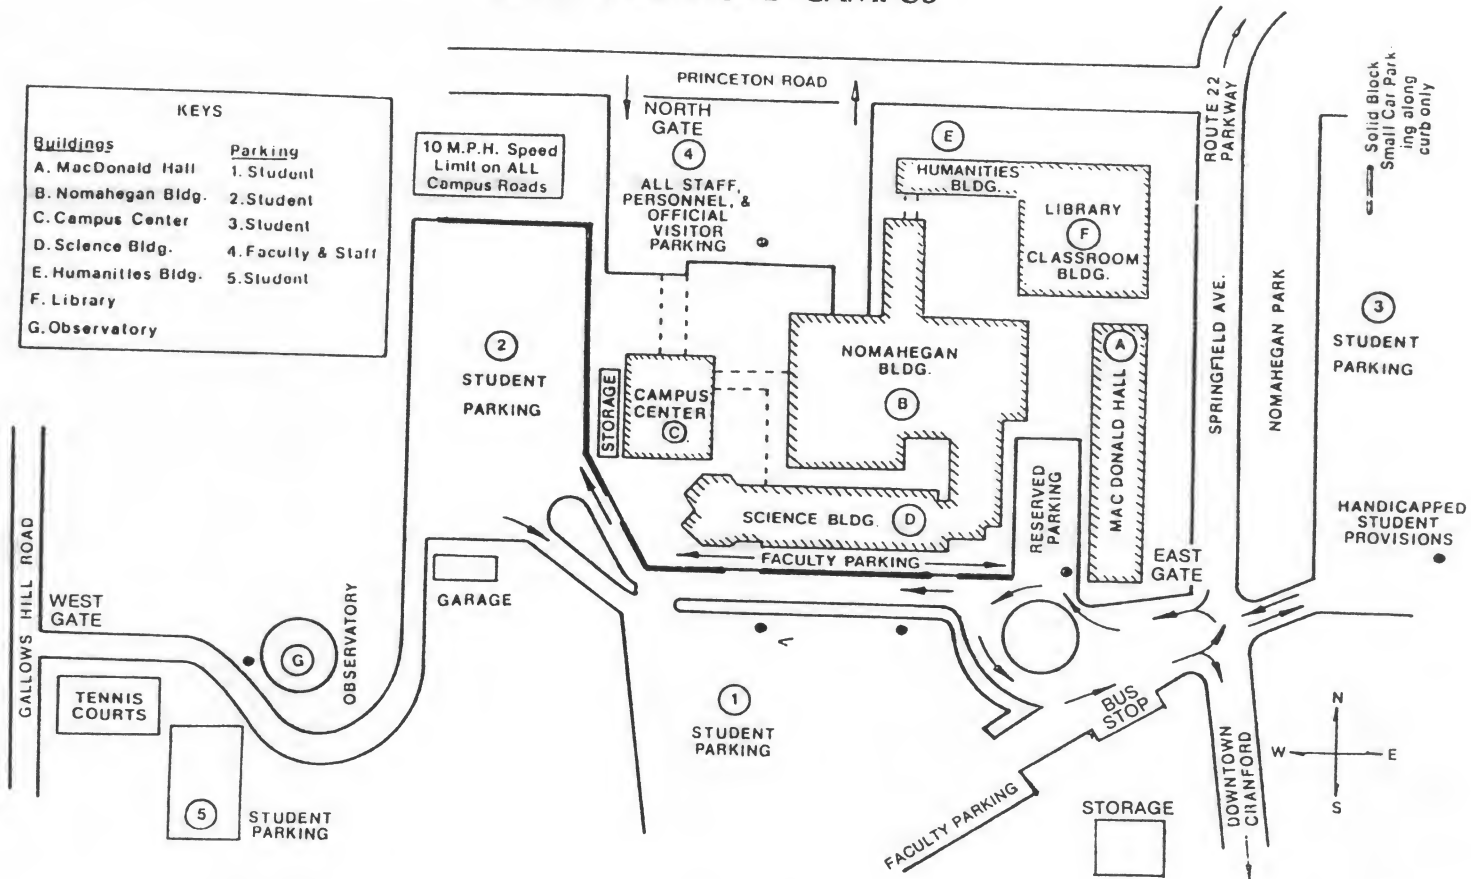 CAMPUS
KEYS
Buildings
A. MacDonald Hall
B. Nomahegan Bldg.
C. Campus Center
D. Science Bldg.
E. Humanities Bldg.
F. Library
G. Observatory
Parking
1. Student
2. Student
3. Student
4. Faculty & Staff
5. Student
10 M.P.H. Speed
Limit on ALL
Campus Roads
PRINCETON ROAD
NORTH
GATE
4
ALL STAFF,
PERSONNEL, &
OFFICIAL
VISITOR
PARKING
E
HUMANITIES
BLDG.
LIBRARY
F
CLASSROOM
BLDG.
ROUTE 22
PARKWAY
Solid Block
Small Car Park-
ing along
curb only
2
STUDENT
PARKING
STORAGE
CAMPUS
CENTER
C
NOMAHEGAN
BLDG.
B
A
MAC DONALD HALL
SPRINGFIELD AVE.
NOMAHEGAN PARK
3
STUDENT
PARKING
SCIENCE BLDG.
D
RESERVED
PARKING
HANDICAPPED
STUDENT
PROVISIONS
FACULTY PARKING
EAST
GATE
GALLOWS HILL ROAD
WEST
GATE
G
OBSERVATORY
GARAGE
TENNIS
COURTS
5
STUDENT
PARKING
1
STUDENT
PARKING
BUS
STOP
FACULTY PARKING
STORAGE
DOWNTOWN
CRANFORD
N
W
E
S